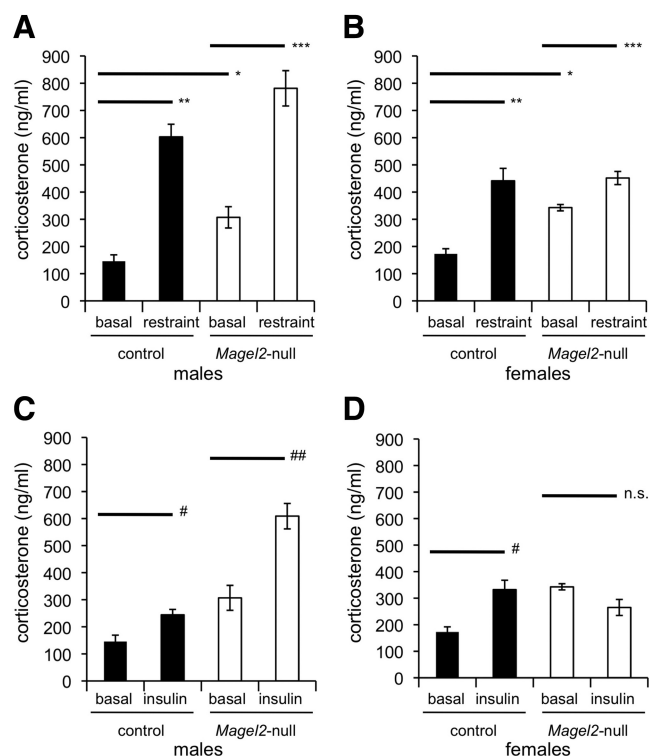 A
corticosterone (ng/ml)
900
800
700
600
500
400
300
200
100
0
***
*
**
basal restraint basal restraint
control Magel2-null
males
B
corticosterone (ng/ml)
900
800
700
600
500
400
300
200
100
0
***
*
**
basal restraint basal restraint
control Magel2-null
females
C
corticosterone (ng/ml)
900
800
700
600
500
400
300
200
100
0
##
#
basal insulin basal insulin
control Magel2-null
males
D
corticosterone (ng/ml)
900
800
700
600
500
400
300
200
100
0
n.s.
#
basal insulin basal insulin
control Magel2-null
females